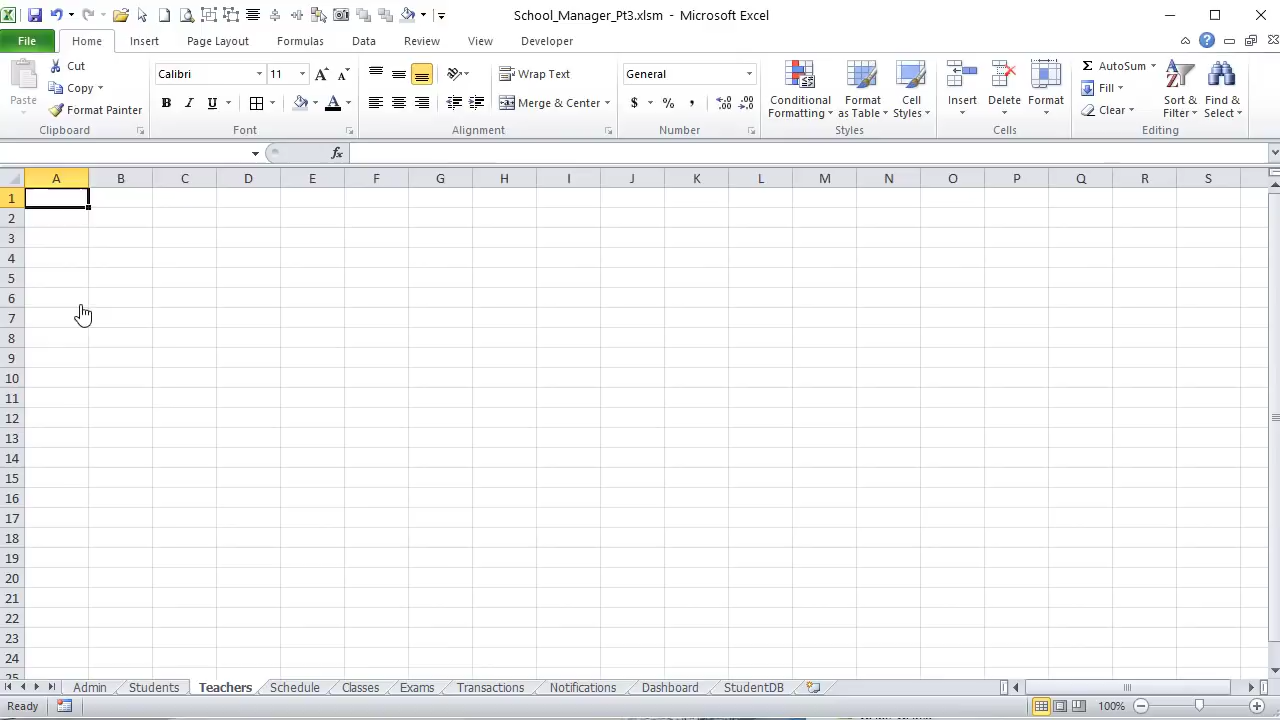 School_Manager_Pt3.xlsm - Microsoft Excel
File Home Insert Page Layout Formulas Data Review View Developer
Paste
Cut
Copy
Format Painter
Clipboard
alibri 11
B I U A
Font
Wrap Text
Merge & Center
Alignment
General
$ % ,
Number
Conditional Formatting
Format as Table
Cell Styles
Styles
Insert Delete Format
Cells
AutoSum
Fill
Clear
Sort & Filter
Find & Select
Editing
fx
A B C D E F G H I J K L M N O P Q R S
1
2
3
4
5
6
7
8
9
10
11
12
13
14
15
16
17
18
19
20
21
22
23
24
25
Admin Students Teachers Schedule Classes Exams Transactions Notifications Dashboard StudentDB
Ready 100%